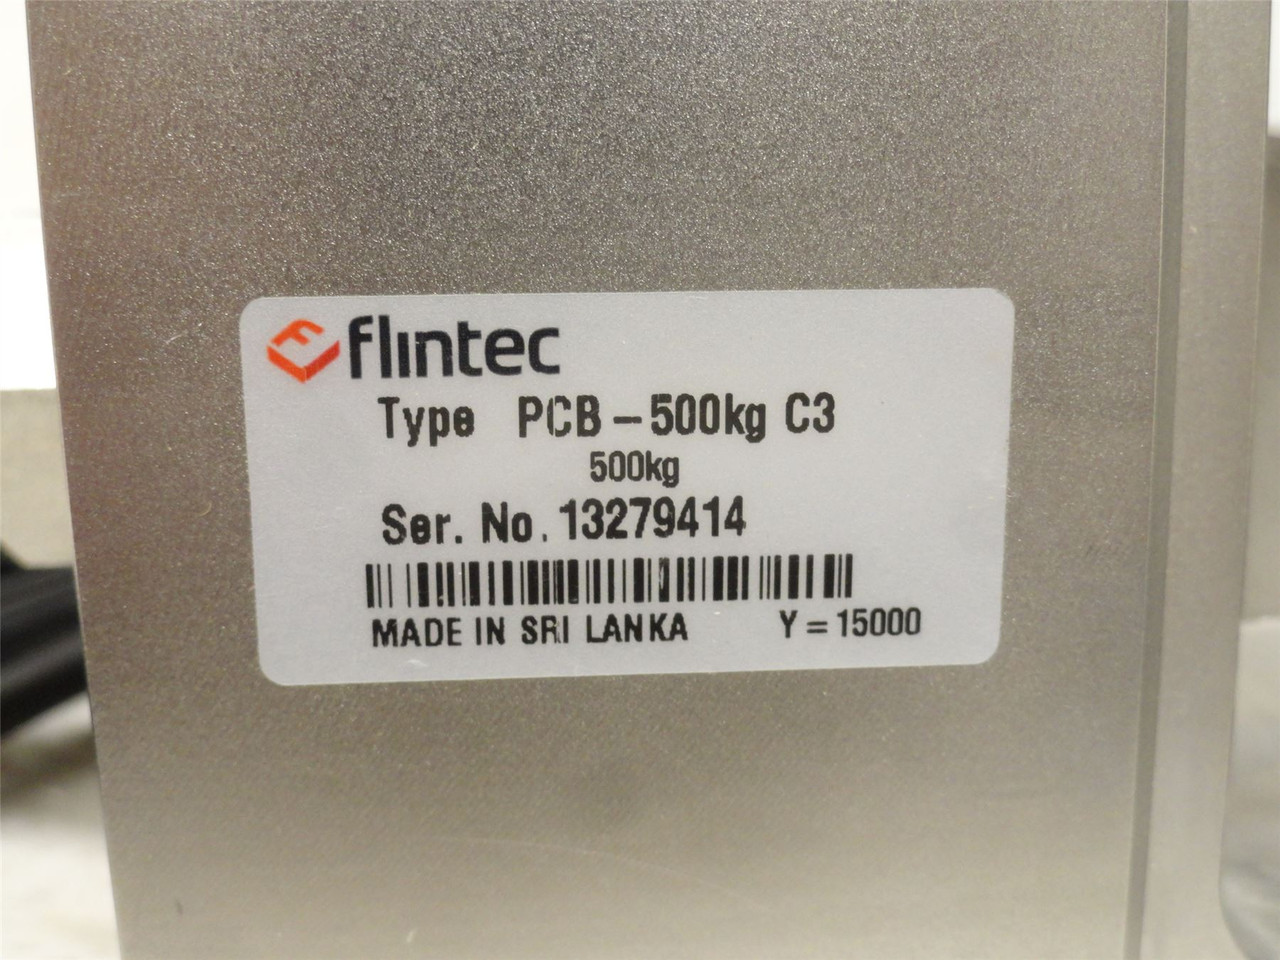 flintec
Type PCB – 500kg C3
500kg
Ser. No. 13279414
MADE IN SRI LANKA Y = 15000